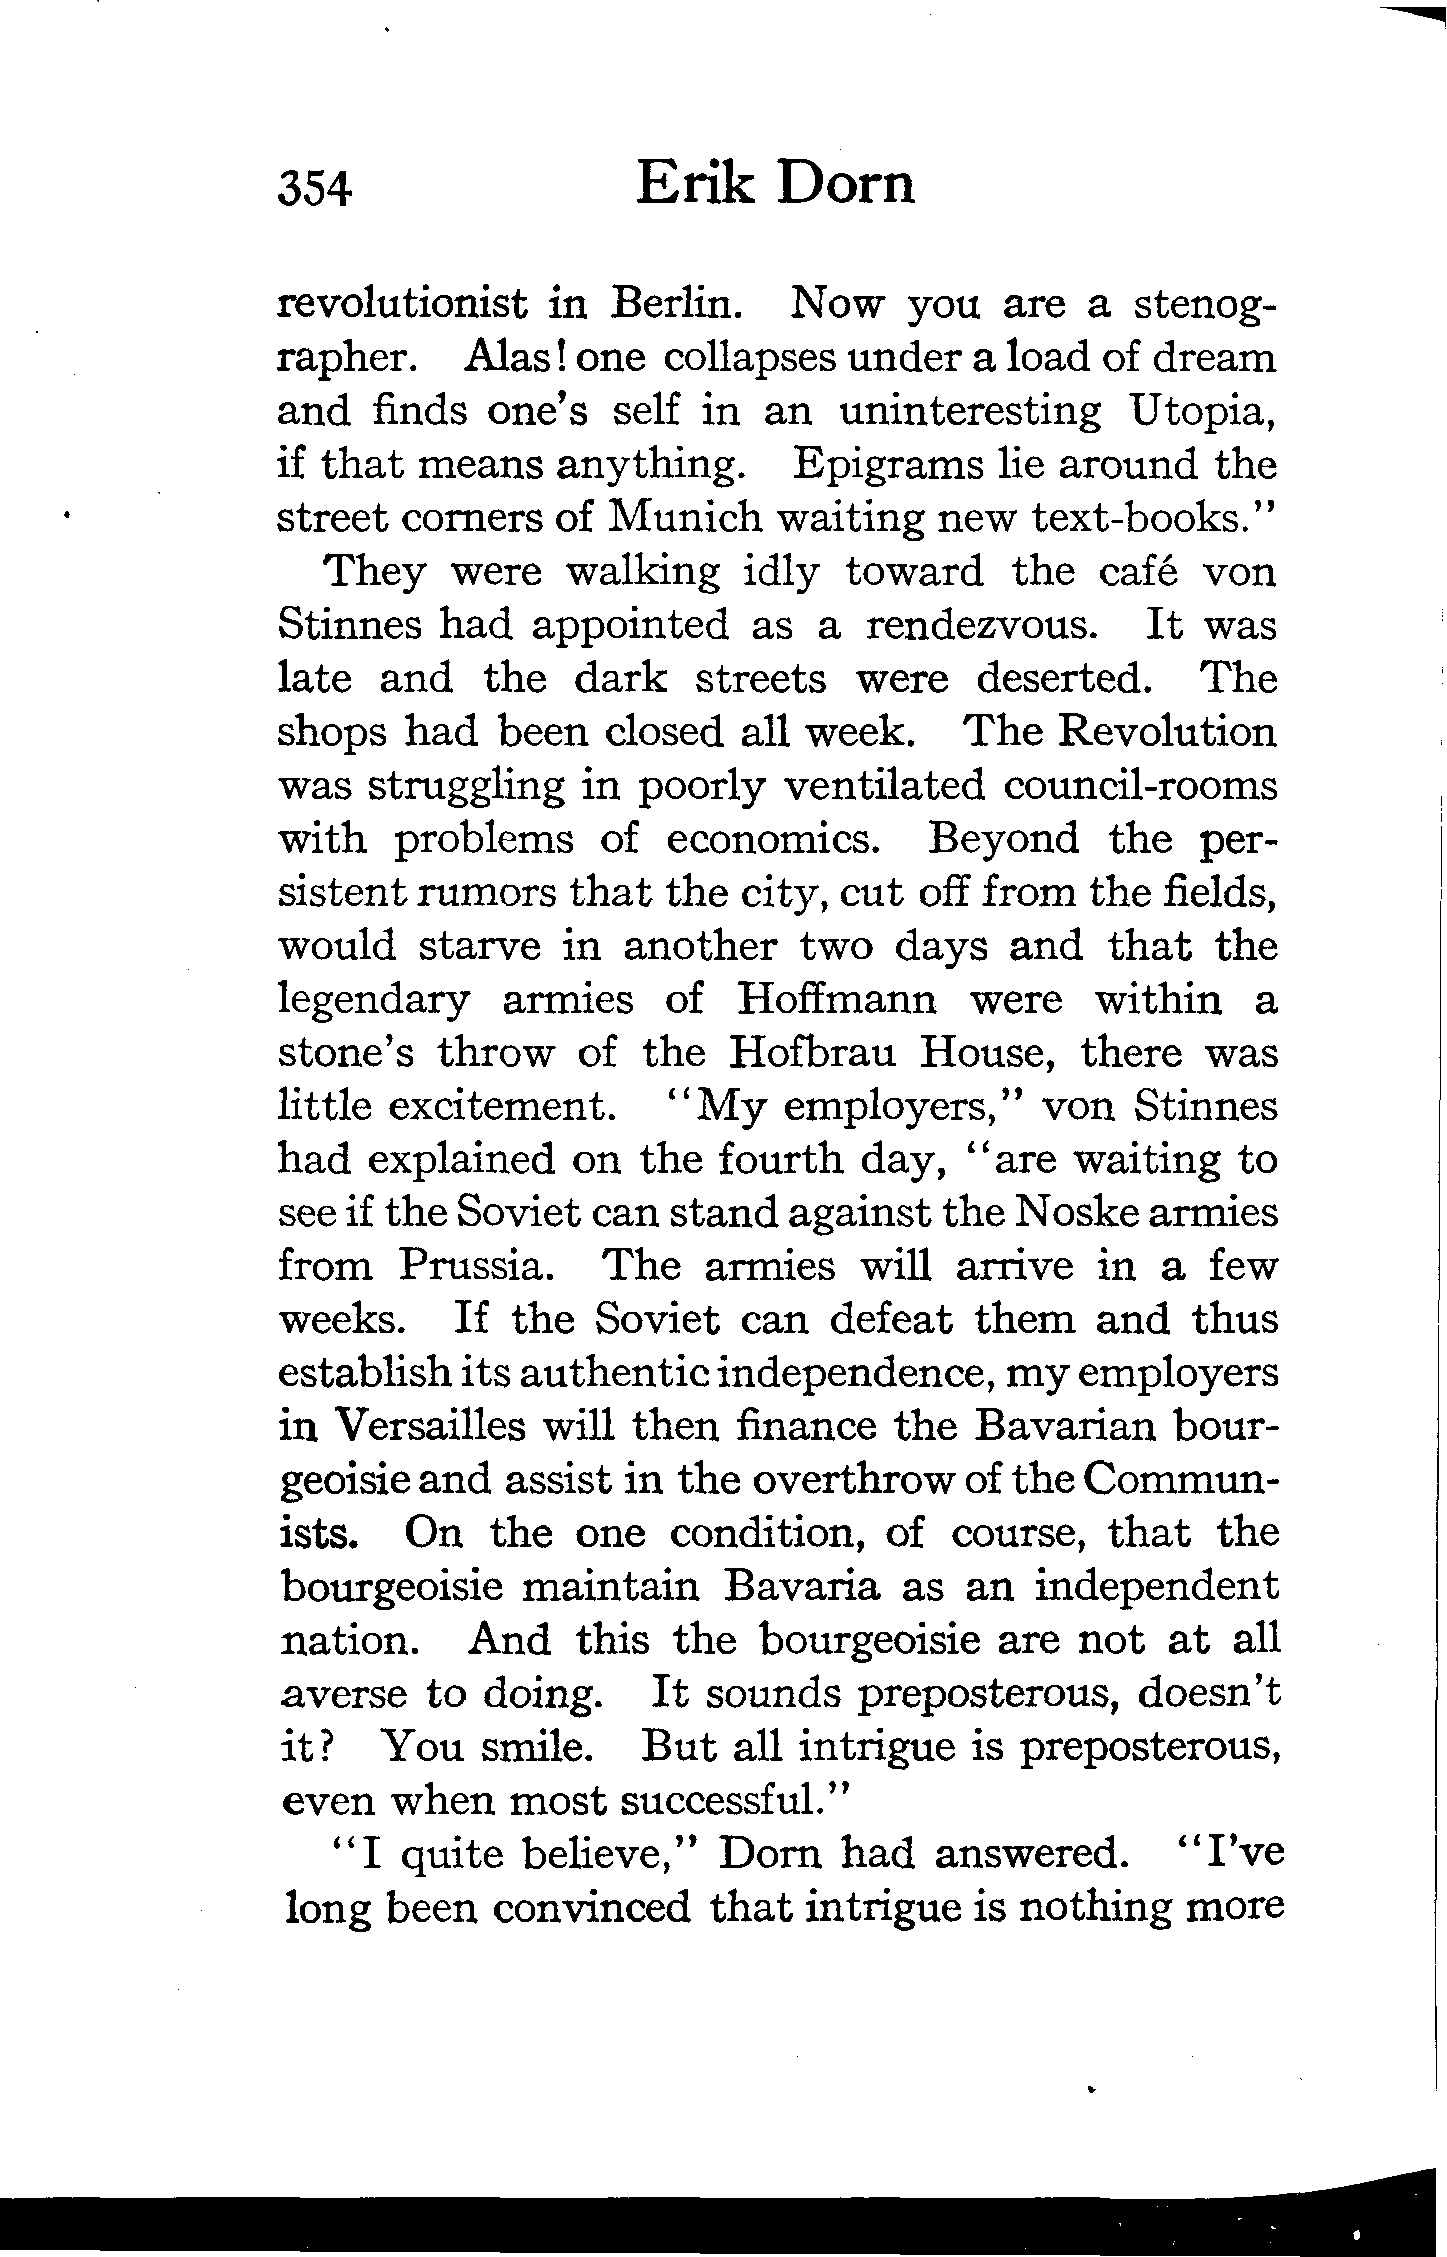 354 Erik Dorn
revolutionist in Berlin. Now you are a stenog-
rapher. Alas! one collapses under a load of dream
and finds one's self in an uninteresting Utopia,
if that means anything. Epigrams lie around the
street corners of Munich waiting new text-books."
They were walking idly toward the café von
Stinnes had appointed as a rendezvous. It was
late and the dark streets were deserted. The
shops had been closed all week. The Revolution
was struggling in poorly ventilated council-rooms
with problems of economics. Beyond the per-
sistent rumors that the city, cut off from the fields,
would starve in another two days and that the
legendary armies of Hoffmann were within a
stone's throw of the Hofbrau House, there was
little excitement. "My employers," von Stinnes
had explained on the fourth day, "are waiting to
see if the Soviet can stand against the Noske armies
from Prussia. The armies will arrive in a few
weeks. If the Soviet can defeat them and thus
establish its authentic independence, my employers
in Versailles will then finance the Bavarian bour-
geoisie and assist in the overthrow of the Commun-
ists. On the one condition, of course, that the
bourgeoisie maintain Bavaria as an independent
nation. And this the bourgeoisie are not at all
averse to doing. It sounds preposterous, doesn't
it? You smile. But all intrigue is preposterous,
even when most successful."
"I quite believe," Dorn had answered. "I've
long been convinced that intrigue is nothing more